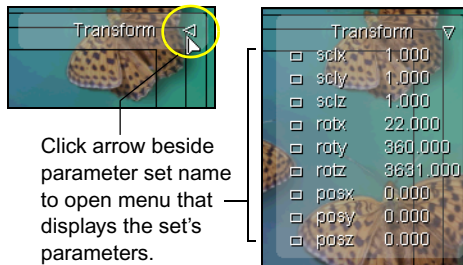 Transform
Click arrow beside
parameter set name
to open menu that
displays the set's
parameters.
Transform
sclx 1.000
scly 1.000
sclz 1.000
rotx 22.000
roty 360.000
rotz 3631.000
posx 0.000
posy 0.000
posz 0.000